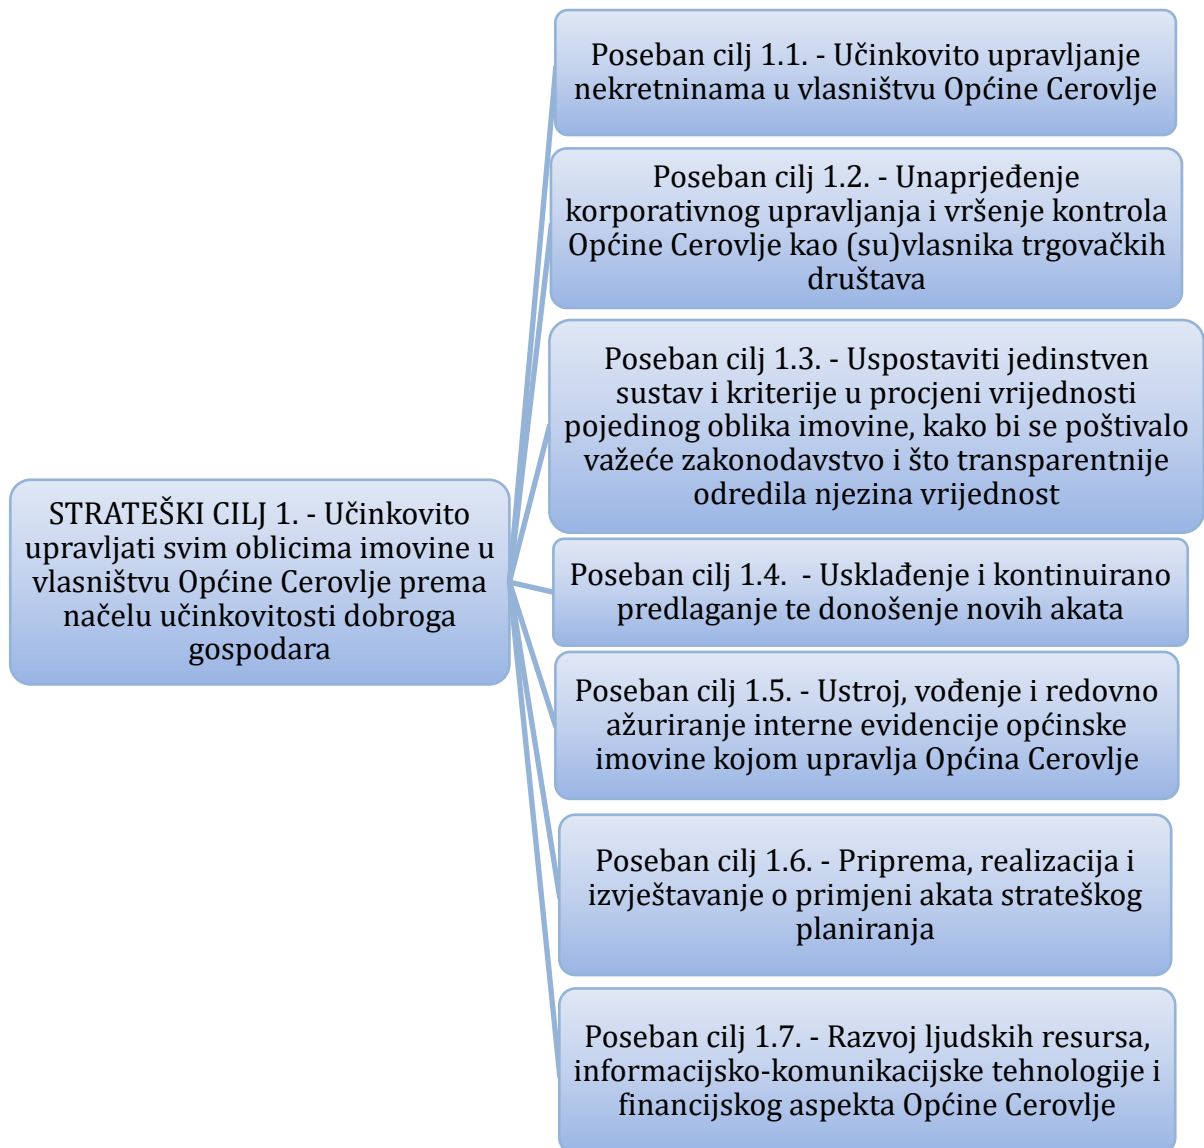 STRATEŠKI CILJ 1. - Učinkovito
upravljati svim oblicima imovine u
vlasništvu Općine Cerovlje prema
načelu učinkovitosti dobroga
gospodara
Poseban cilj 1.1. - Učinkovito upravljanje
nekretninama u vlasništvu Općine Cerovlje
Poseban cilj 1.2. - Unaprjeđenje
korporativnog upravljanja i vršenje kontrola
Općine Cerovlje kao (su)vlasnika trgovačkih
društava
Poseban cilj 1.3. - Uspostaviti jedinstven
sustav i kriterije u procjeni vrijednosti
pojedinog oblika imovine, kako bi se poštivalo
važeće zakonodavstvo i što transparentnije
odredila njezina vrijednost
Poseban cilj 1.4.  - Usklađenje i kontinuirano
predlaganje te donošenje novih akata
Poseban cilj 1.5. - Ustroj, vođenje i redovno
ažuriranje interne evidencije općinske
imovine kojom upravlja Općina Cerovlje
Poseban cilj 1.6. - Priprema, realizacija i
izvještavanje o primjeni akata strateškog
planiranja
Poseban cilj 1.7. - Razvoj ljudskih resursa,
informacijsko-komunikacijske tehnologije i
financijskog aspekta Općine Cerovlje